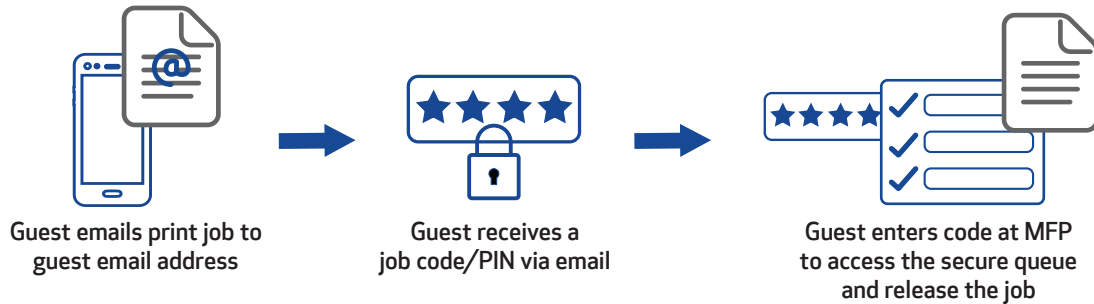 @
Guest emails print job to
guest email address
Guest receives a
job code/PIN via email
Guest enters code at MFP
to access the secure queue
and release the job